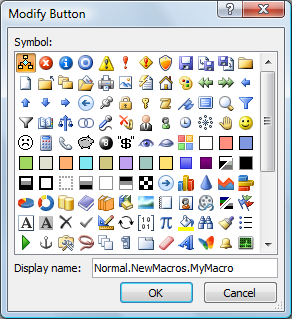 Modify Button
Symbol:
Display name: Normal.NewMacros.MyMacro
OK Cancel